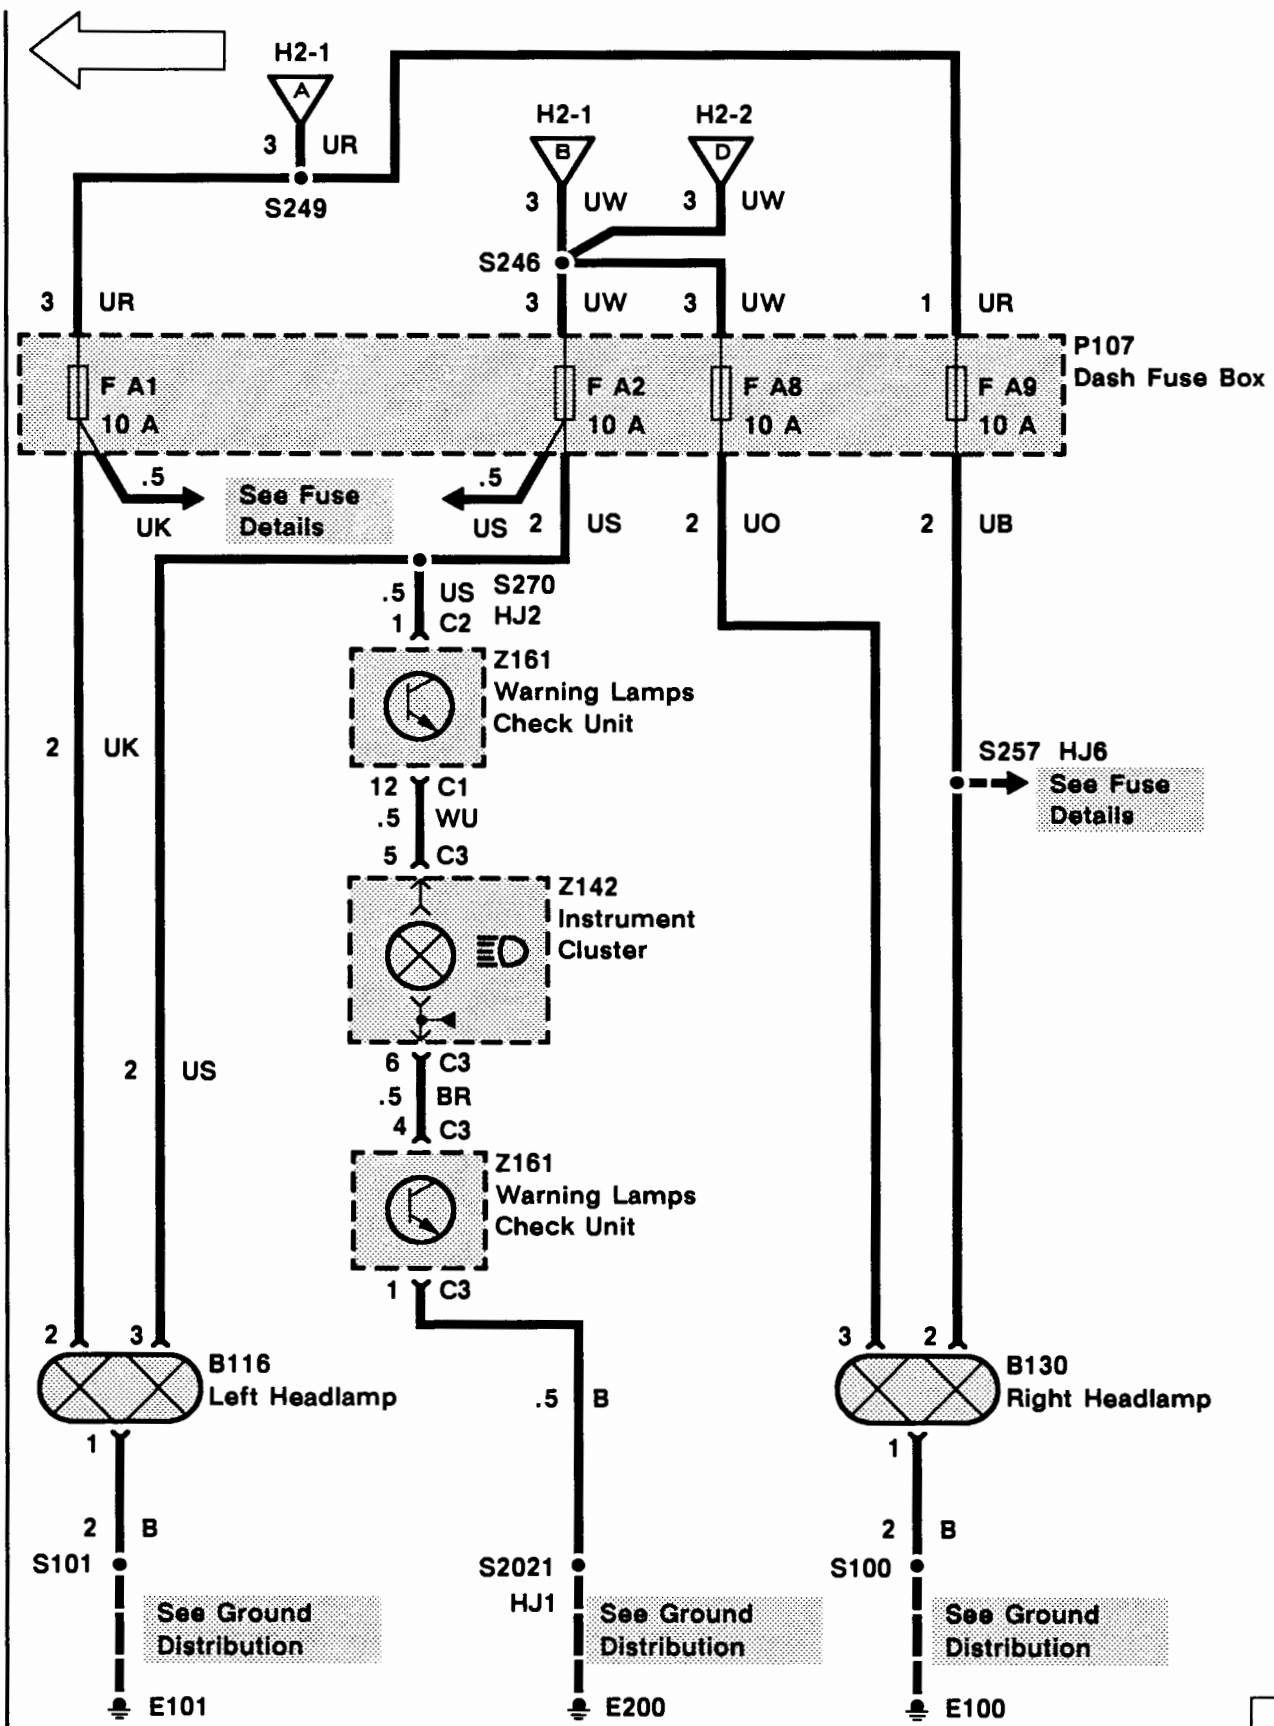 H2-1
A
3 UR
S249
H2-1
B
H2-2
D
3 UW
3 UW
S246
3 UR
3 UW
3 UW
1 UR
P107
Dash Fuse Box
F A1
10 A
F A2
10 A
F A8
10 A
F A9
10 A
.5
UK
See Fuse
Details
.5
US
2 US
2 UO
2 UB
S270
HJ2
.5 US
1 C2
Z161
Warning Lamps
Check Unit
2 UK
12 C1
.5 WU
5 C3
S257 HJ6
See Fuse
Details
Z142
Instrument
Cluster
2 US
6 C3
.5 BR
4 C3
Z161
Warning Lamps
Check Unit
1 C3
2
3
B116
Left Headlamp
.5 B
3
2
B130
Right Headlamp
1
1
2 B
2 B
S101
S2021
HJ1
S100
See Ground
Distribution
See Ground
Distribution
See Ground
Distribution
E101
E200
E100